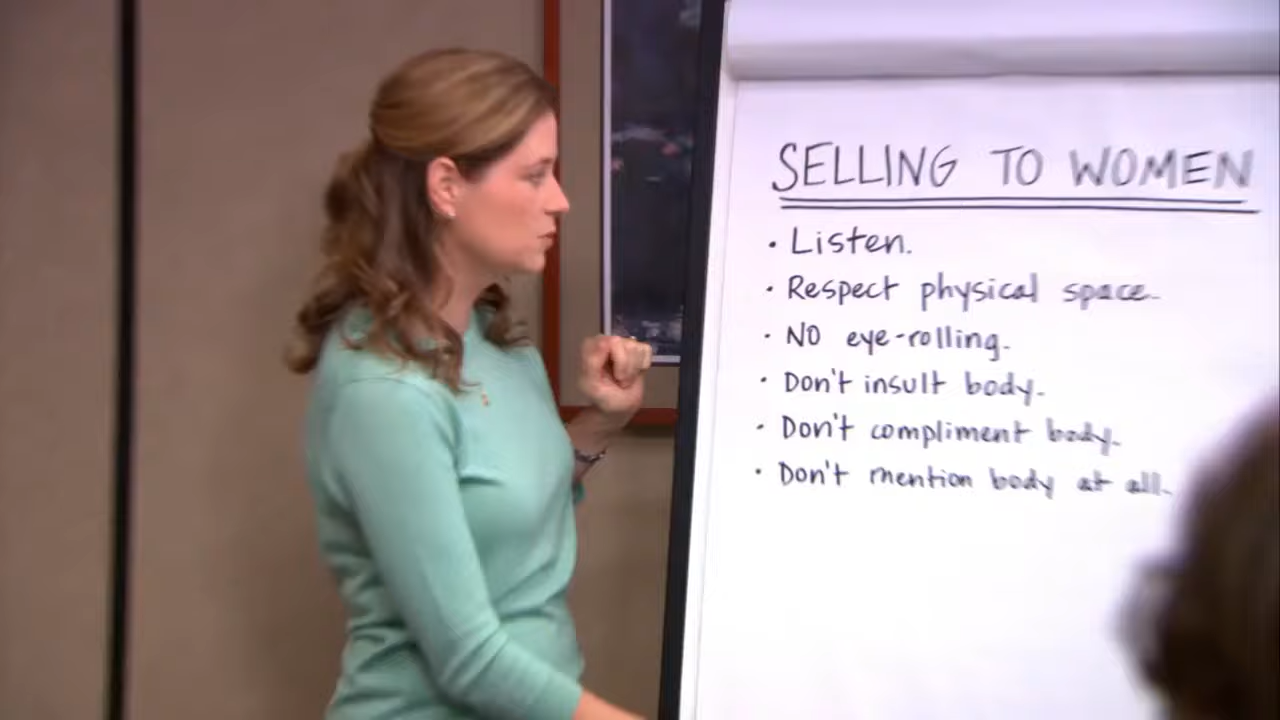 SELLING TO WOMEN
• Listen.
• Respect physical space.
• NO eye-rolling.
• Don't insult body.
• Don't compliment body.
• Don't mention body at all.